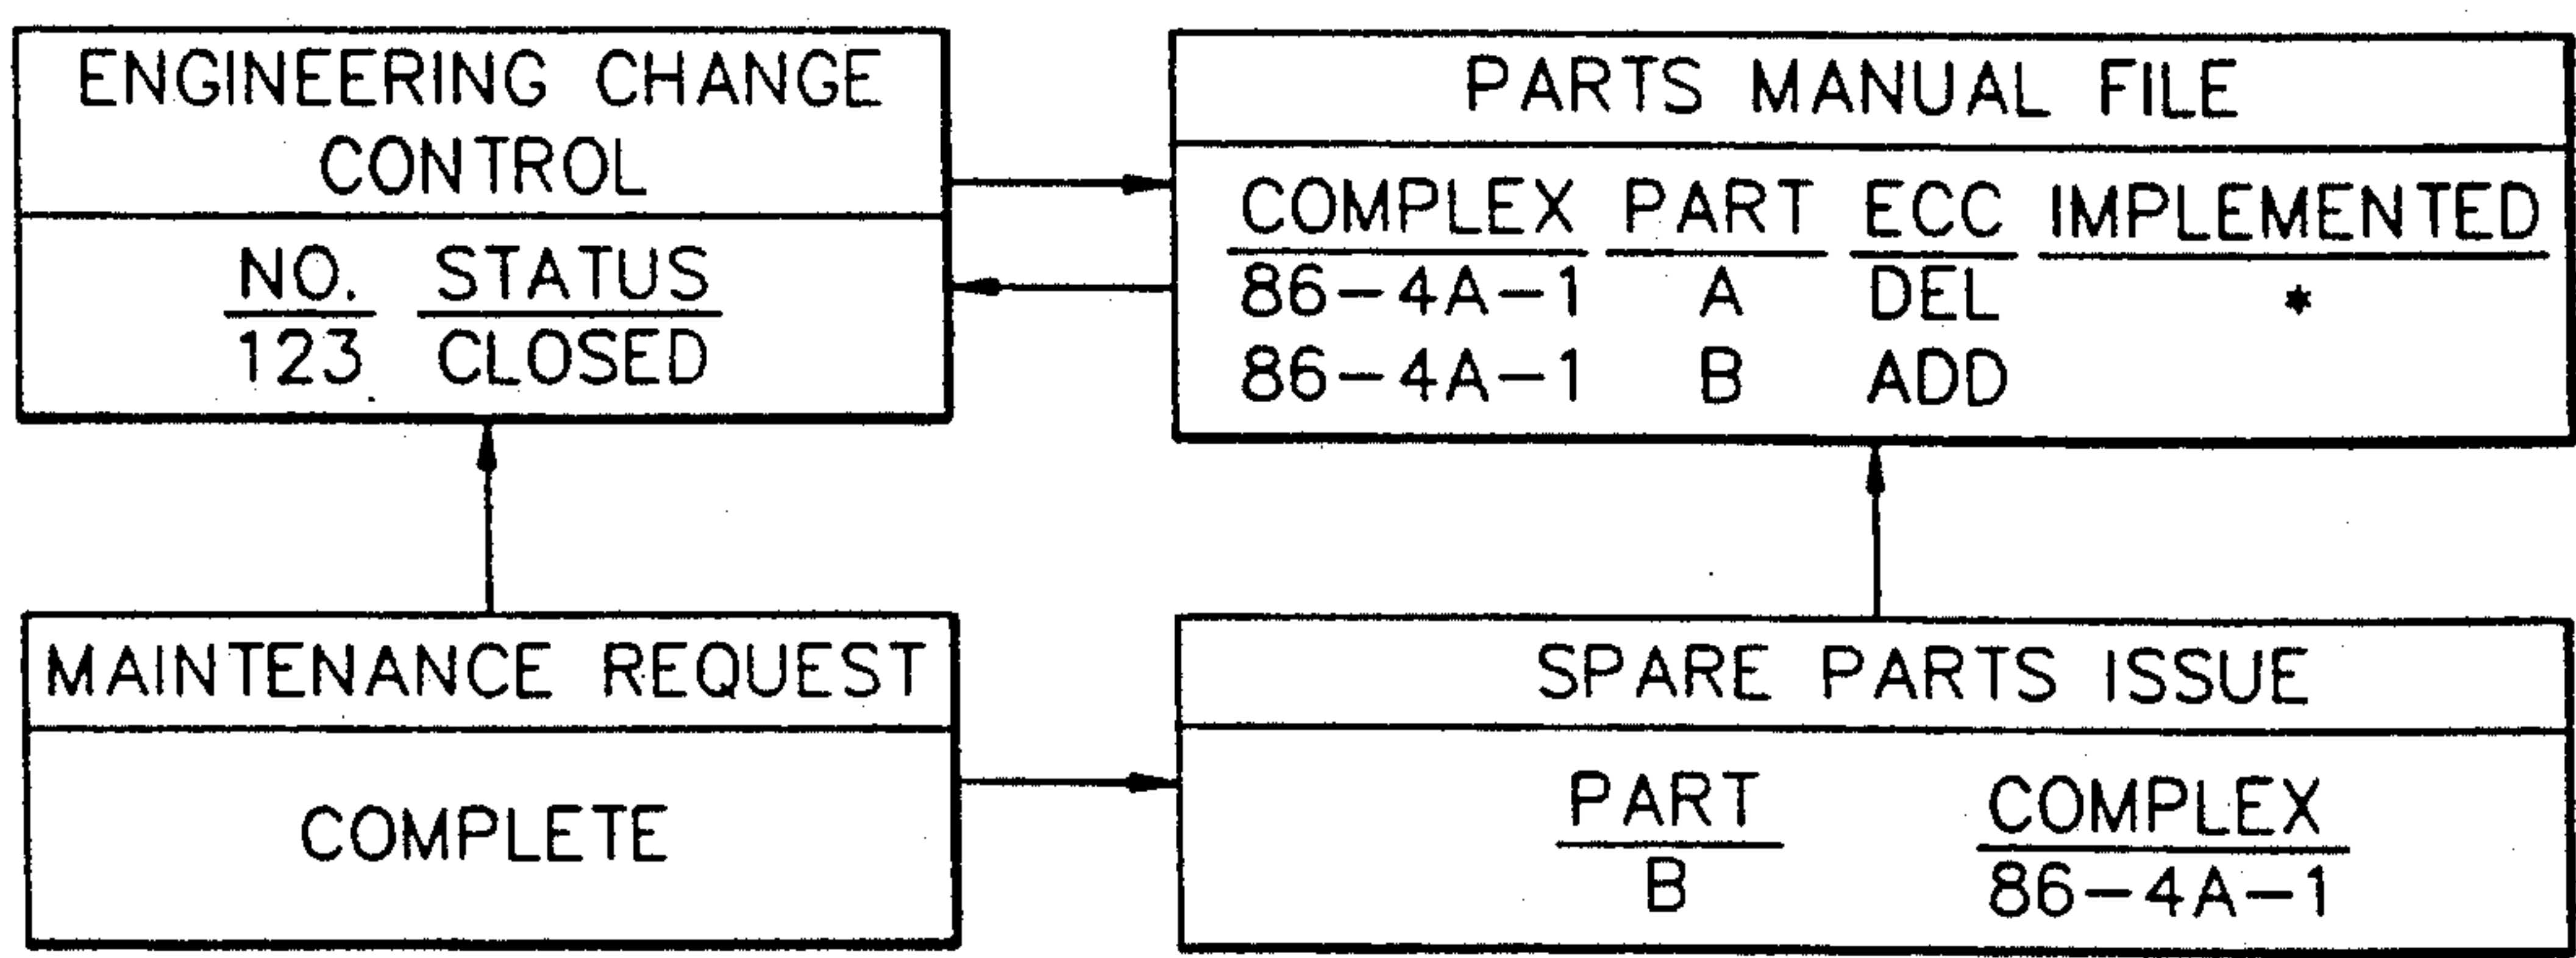 ENGINEERING CHANGE
CONTROL
NO. STATUS
123 CLOSED
PARTS MANUAL FILE
COMPLEX PART ECC IMPLEMENTED
86-4A-1 A DEL *
86-4A-1 B ADD
MAINTENANCE REQUEST
COMPLETE
SPARE PARTS ISSUE
PART COMPLEX
B 86-4A-1